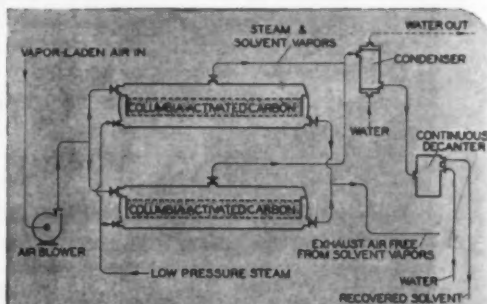 STEAM &
SOLVENT VAPORS
WATER OUT
VAPOR-LADEN AIR IN
CONDENSER
COLUMBIA ACTIVATED CARBON
WATER
CONTINUOUS
DECANTER
COLUMBIA ACTIVATED CARBON
AIR BLOWER
EXHAUST AIR FREE
FROM SOLVENT VAPORS
LOW PRESSURE STEAM
WATER
RECOVERED SOLVENT